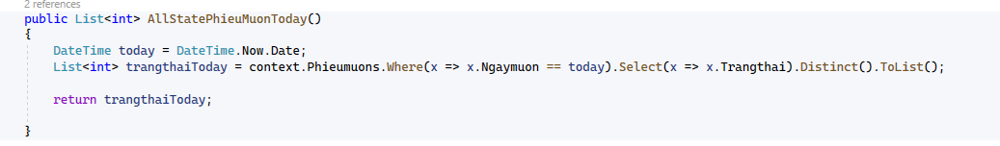 2 references
public List<int> AllStatePhieuMuonToday()
{
DateTime today = DateTime.Now.Date;
List<int> trangthaiToday = context.Phieumuons.Where(x => x.Ngaymuon == today).Select(x => x.Trangthai).Distinct().ToList();
return trangthaiToday;
}